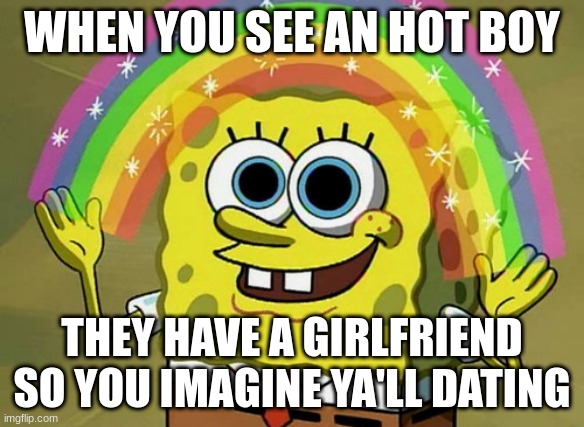 WHEN YOU SEE AN HOT BOY
THEY HAVE A GIRLFRIEND
SO YOU IMAGINE YA'LL DATING
imgflip.com